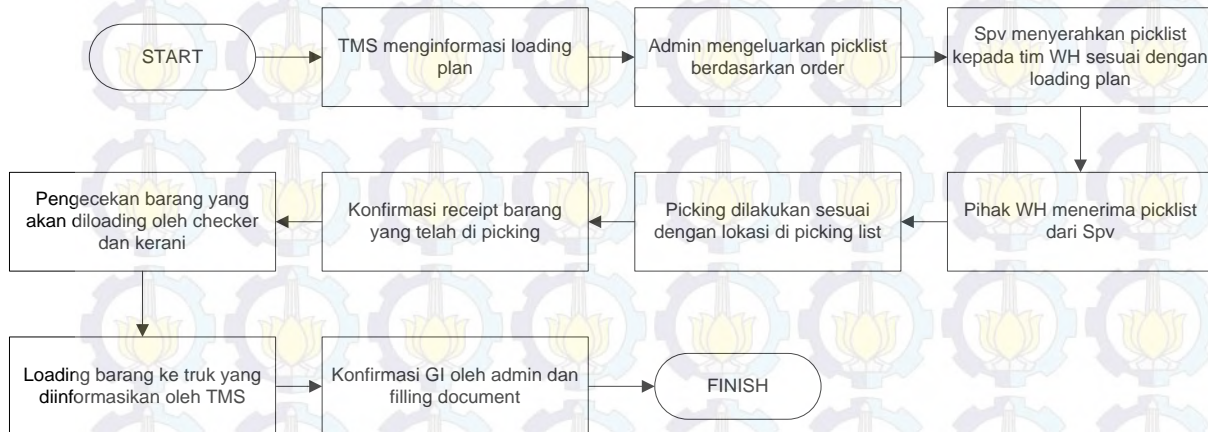 START
TMS menginformasi loading
plan
Admin mengeluarkan picklist
berdasarkan order
Spv menyerahkan picklist
kepada tim WH sesuai dengan
loading plan
Pihak WH menerima picklist
dari Spv
Picking dilakukan sesuai
dengan lokasi di picking list
Konfirmasi receipt barang
yang telah di picking
Pengecekan barang yang
akan diloading oleh checker
dan kerani
Loading barang ke truk yang
diinformasikan oleh TMS
Konfirmasi GI oleh admin dan
filling document
FINISH